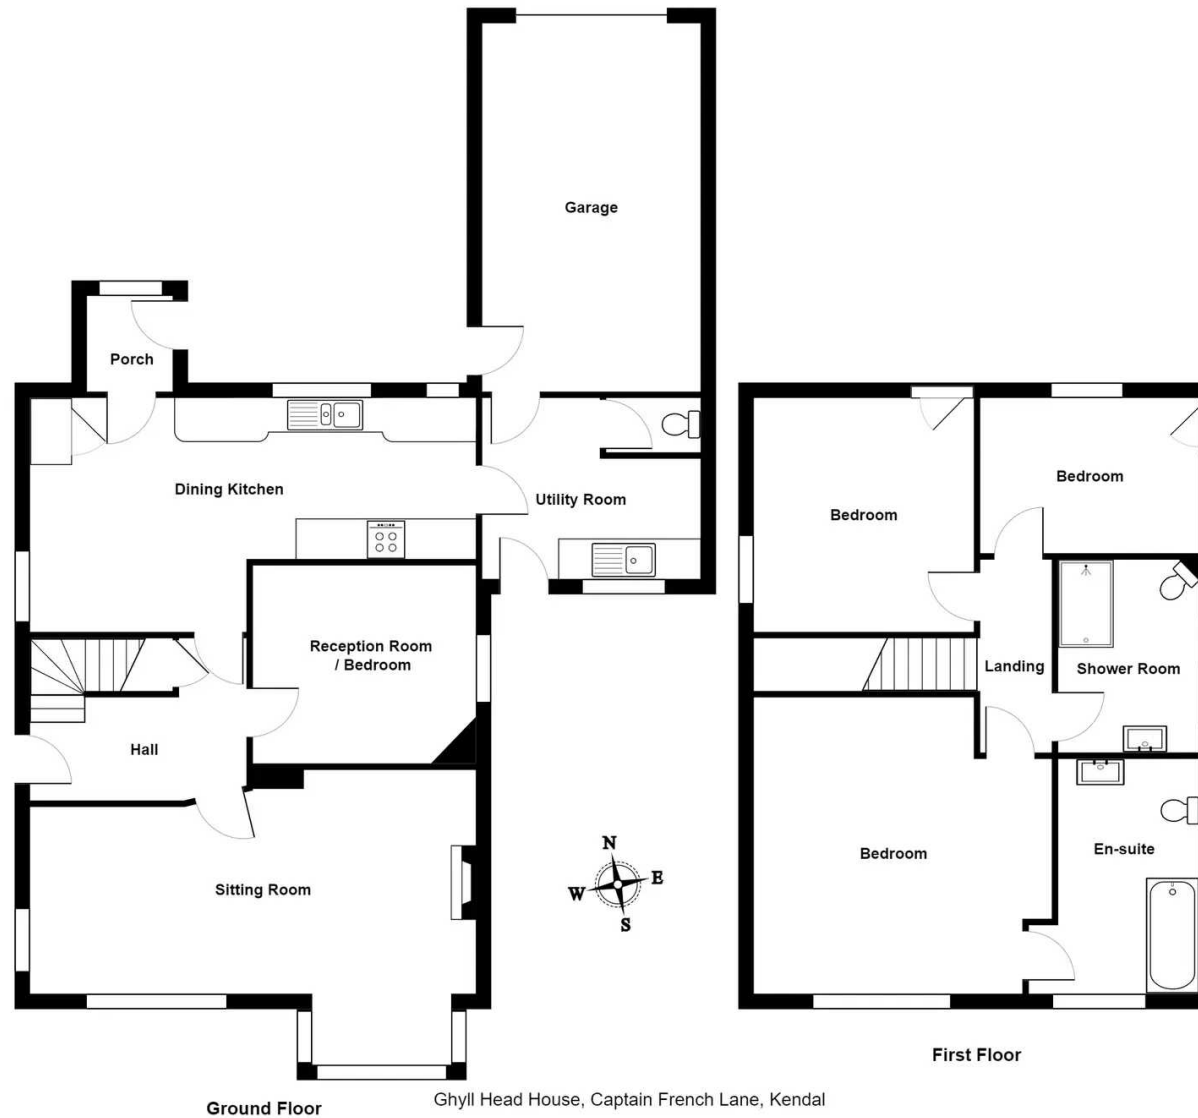 Garage
Porch
Dining Kitchen
Utility Room
Bedroom
Bedroom
Reception Room
/ Bedroom
Landing
Shower Room
Hall
Sitting Room
N
W
E
S
Bedroom
En-suite
First Floor
Ground Floor
Ghyll Head House, Captain French Lane, Kendal